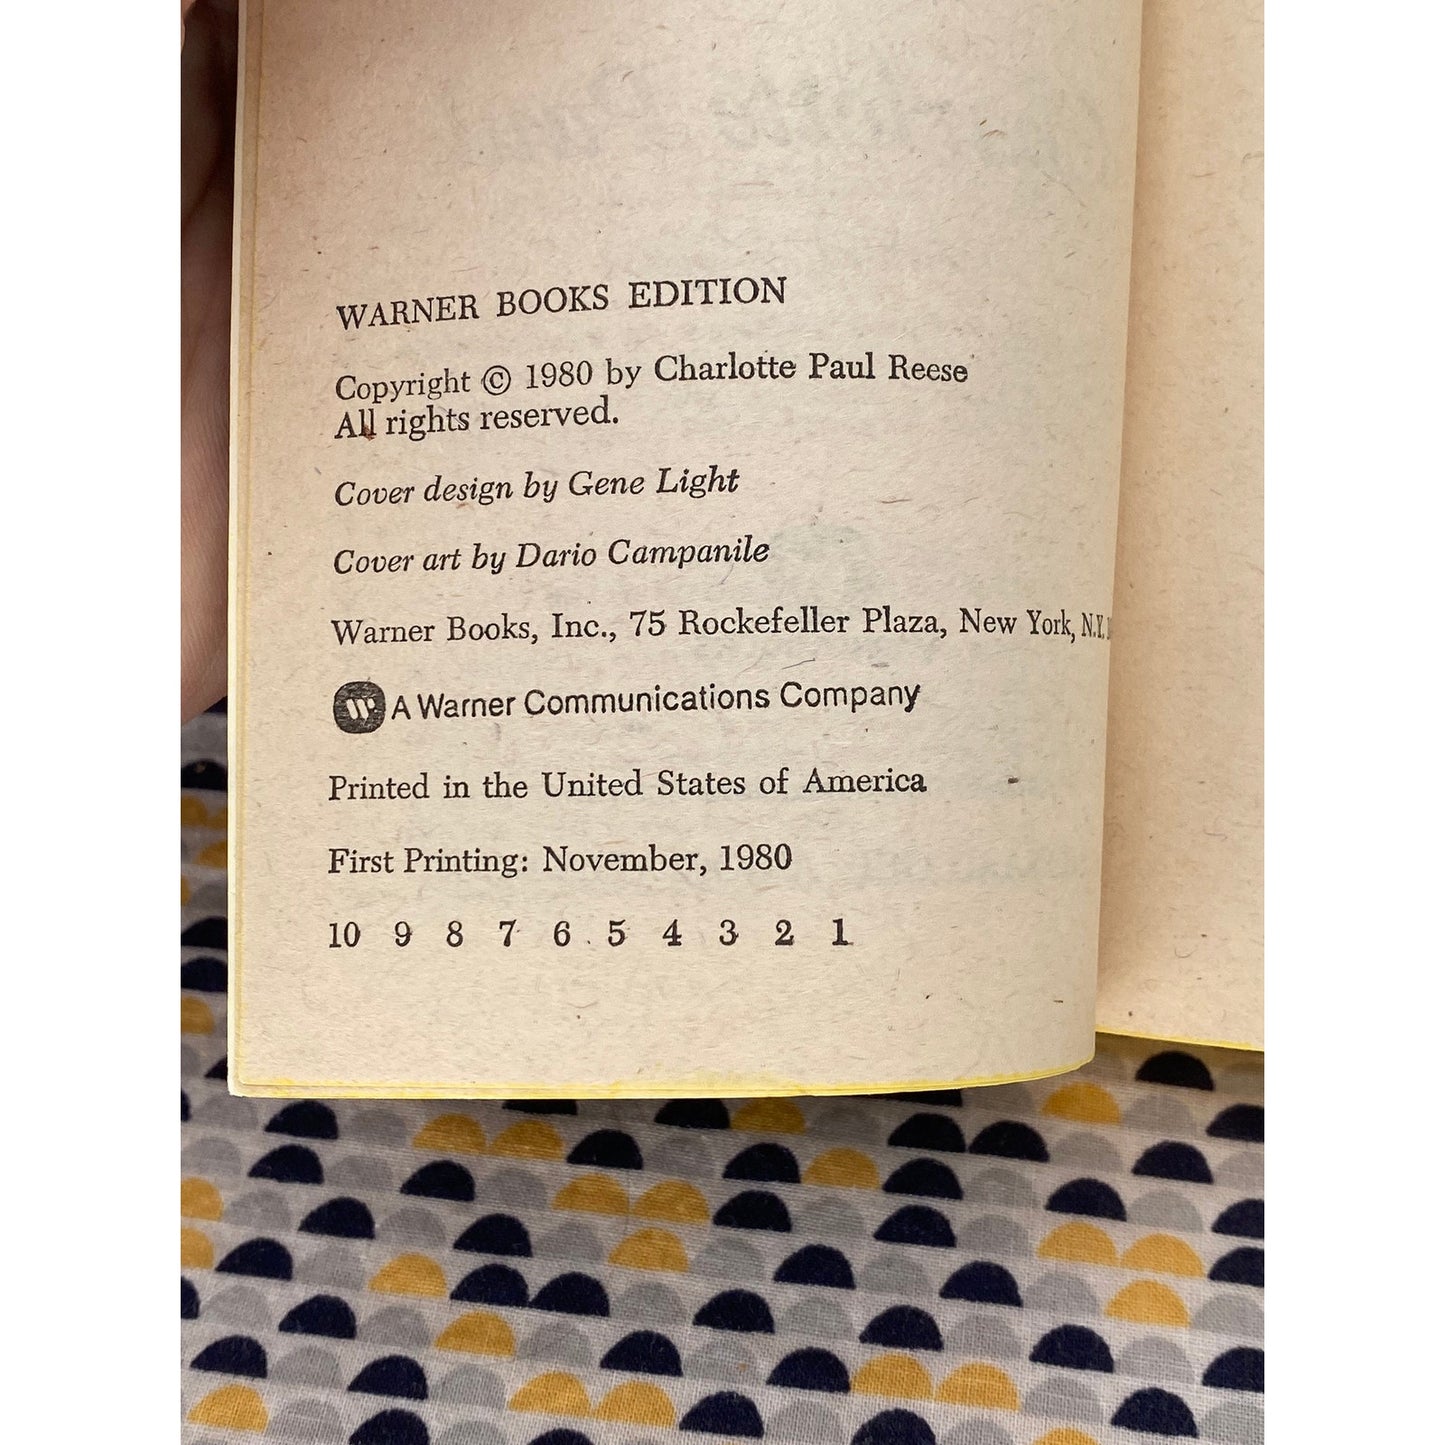 WARNER BOOKS EDITION
Copyright © 1980 by Charlotte Paul Reese
All rights reserved.
Cover design by Gene Light
Cover art by Dario Campanile
Warner Books, Inc., 75 Rockefeller Plaza, New York, N.Y.
A Warner Communications Company
Printed in the United States of America
First Printing: November, 1980
10 9 8 7 6 5 4 3 2 1